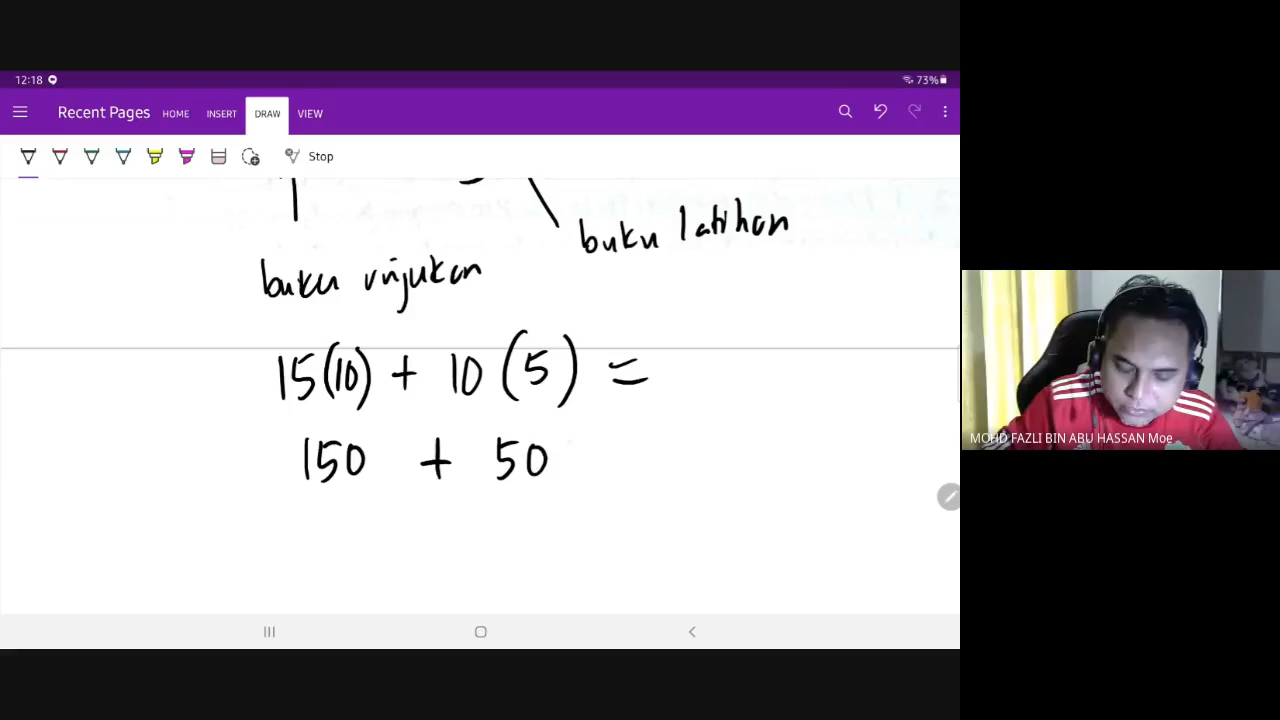 12:18
73%
Recent Pages HOME INSERT DRAW VIEW
Stop
buku latihan
buku rujukan
15(10) + 10(5) =
150 + 50
MOHD FAZLI BIN ABU HASSAN Moe